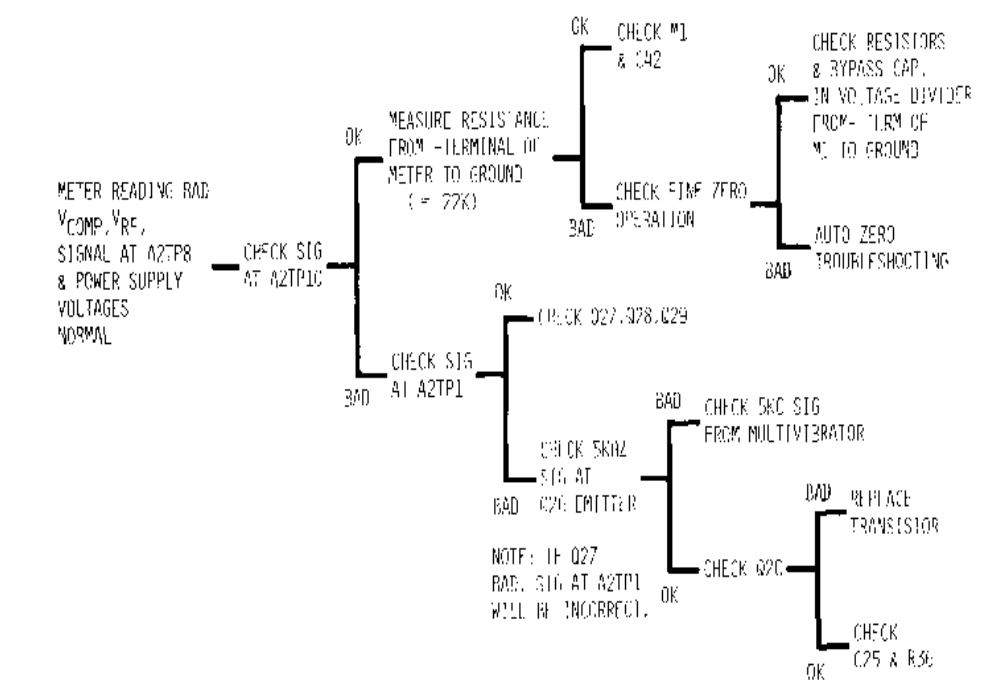 METER READING BAD
VCOMP, VRF,
SIGNAL AT A2TP8
& POWER SUPPLY
VOLTAGES
NORMAL
CHECK SIG
AT A2TP10
OK
MEASURE RESISTANCE
FROM -TERMINAL OF
METER TO GROUND
OK
CHECK M1
& C42
BAD
CHECK FINE ZERO
OPERATION
OK
CHECK RESISTORS
& BYPASS CAP.
IN VOLTAGE DIVIDER
FROM- TERM OF
M1 TO GROUND
BAD
AUTO ZERO
TROUBLESHOOTING
BAD
CHECK SIG
AT A2TP1
OK
CHECK Q27,Q28,Q29
BAD
CHECK 5KHZ
SIG AT
EMITTER
NOTE: IF Q27
BAD, SIG AT A2TP1
WILL BE INCORRECT.
BAD
CHECK 5KC SIG
FROM MULTIVIBRATOR
OK
CHECK
BAD
REPLACE
TRANSISTOR
OK
CHECK
C25 & R36